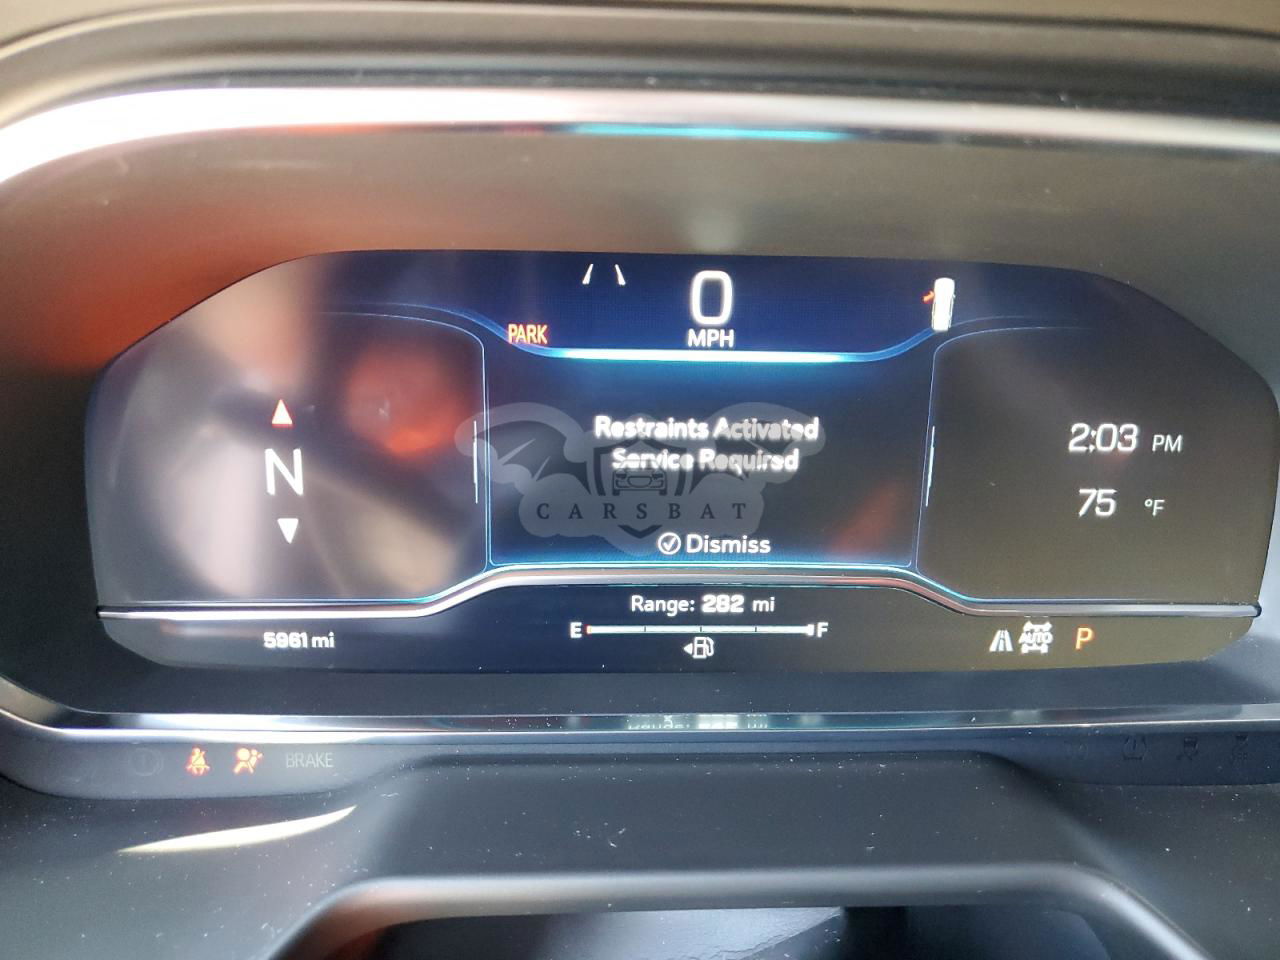 0
MPH
PARK
Restraints Activated
Service Required
CARSBAT
Dismiss
N
2:03 PM
75 °F
Range: 282 mi
E F
5961 mi
AUTO
P
BRAKE